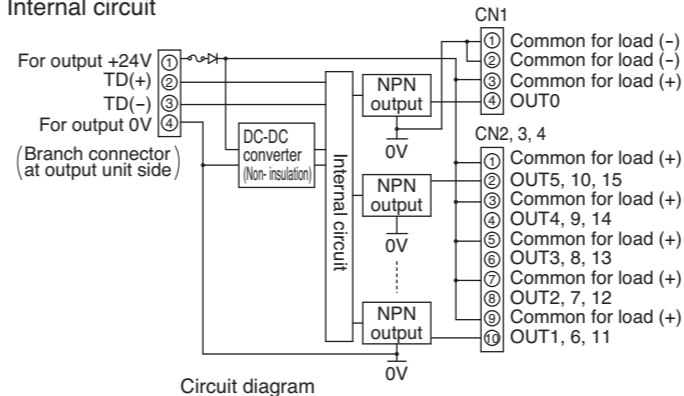 Internal circuit
For output +24V ①
TD(+) ②
TD(−) ③
For output 0V ④
(Branch connector
at output unit side)
DC-DC
converter
(Non- insulation)
Internal circuit
NPN
output
0V
NPN
output
0V
NPN
output
0V
CN1
① Common for load (−)
② Common for load (−)
③ Common for load (+)
④ OUT0
CN2, 3, 4
① Common for load (+)
② OUT5, 10, 15
③ Common for load (+)
④ OUT4, 9, 14
⑤ Common for load (+)
⑥ OUT3, 8, 13
⑦ Common for load (+)
⑧ OUT2, 7, 12
⑨ Common for load (+)
⑩ OUT1, 6, 11
Circuit diagram